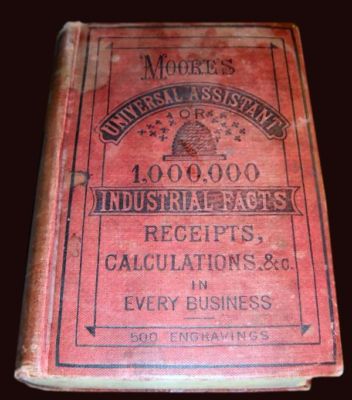 MOORE'S
UNIVERSAL ASSISTANT
OR
1,000,000
INDUSTRIAL FACTS
RECEIPTS,
CALCULATIONS, &c.
IN
EVERY BUSINESS
500 ENGRAVINGS